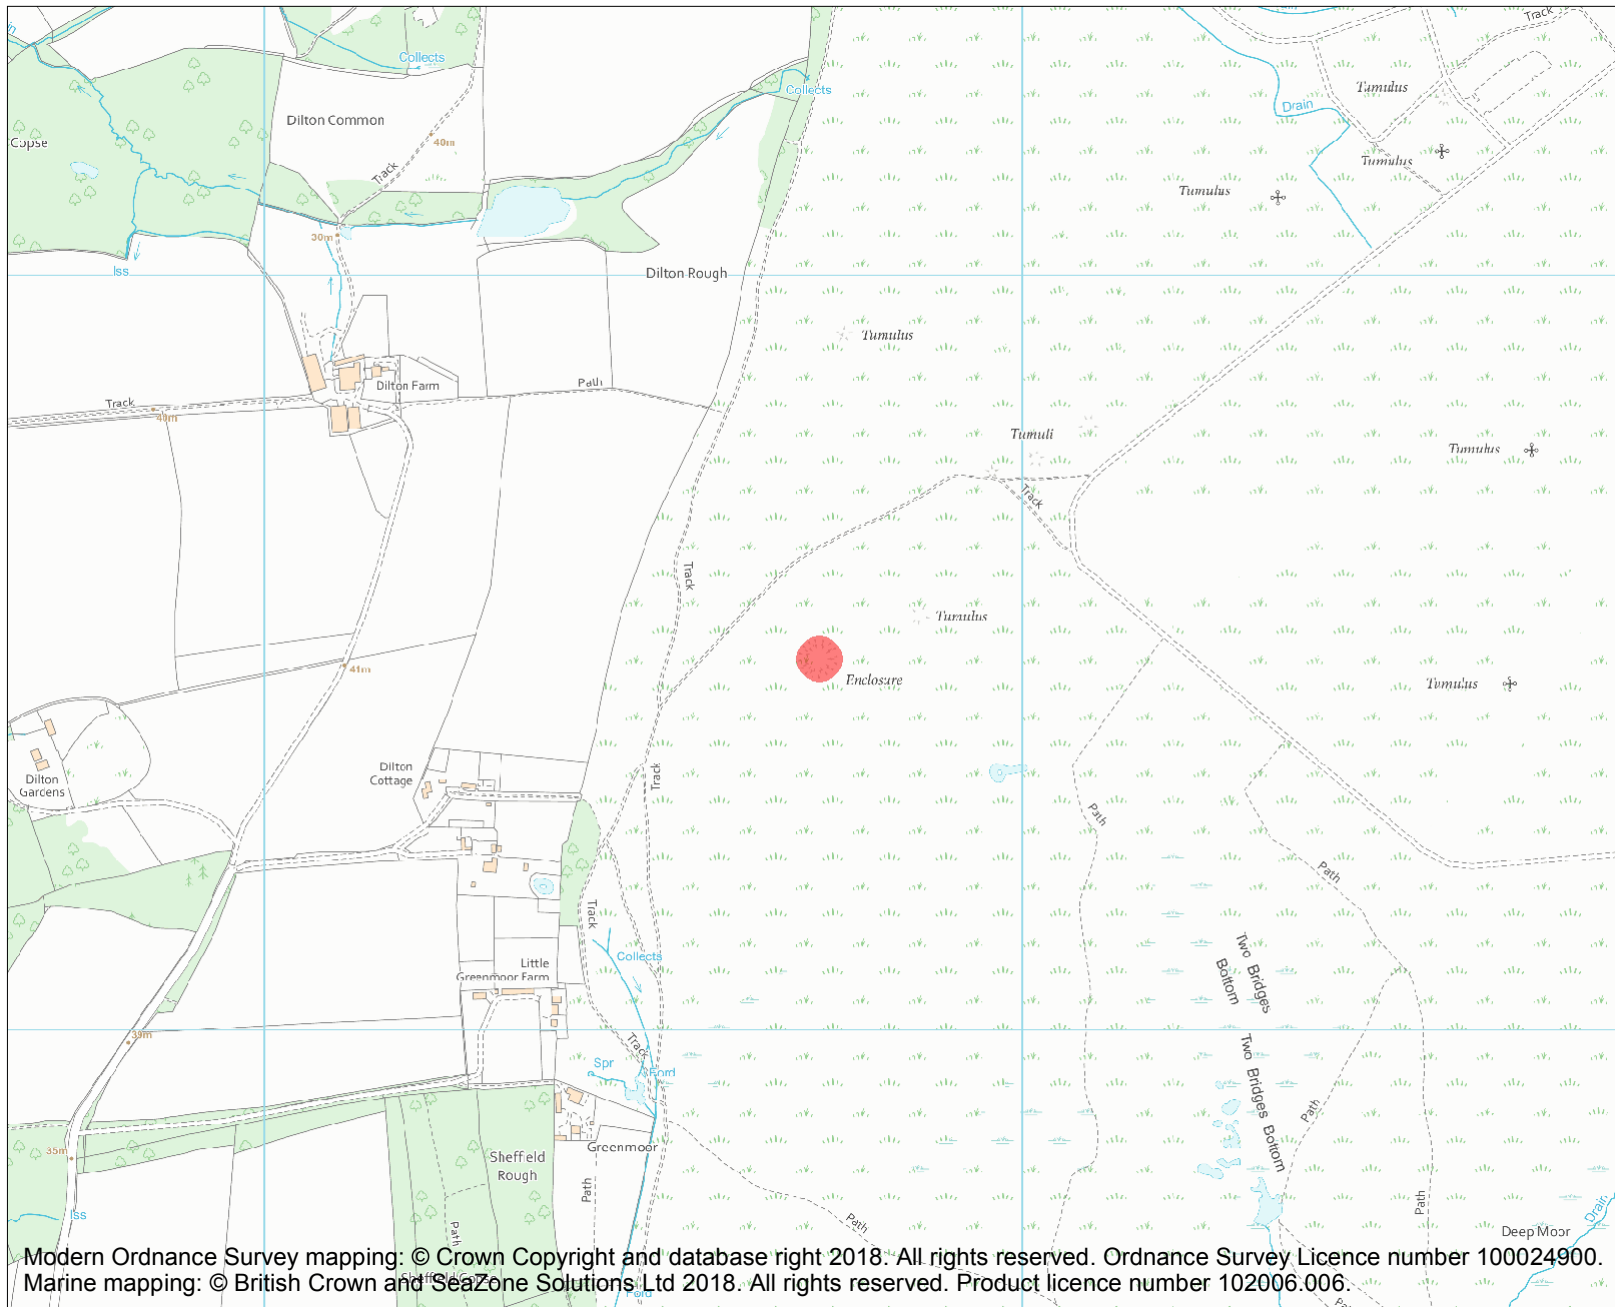 Track
Collects
Tumulus
Collects
Drain
Dilton Common
40m
Copse
Tumulus
Track
Tumulus
30m
Iss
Dilton Rough
Tumulus
Dilton Farm
Path
Track
40m
Tumuli
Tumulus
Track
Track
Tumulus
41m
Enclosure
Tumulus
Dilton
Cottage
Track
Dilton
Gardens
Path
Path
Track
Two Bridges
Bottom
Collects
Little
Greenmoor Farm
39m
Track
Spr
Ford
Two Bridges Bottom
Path
35m
Greenmoor
Sheffield
Rough
Path
Path
Iss
Path
Path
Drain
Deep Moor
Modern Ordnance Survey mapping: © Crown Copyright and database right 2018. All rights reserved. Ordnance Survey Licence number 100024900.
Marine mapping: © British Crown and SeaZone Solutions Ltd 2018. All rights reserved. Product licence number 102006.006.
Sheffield Copse
Ford